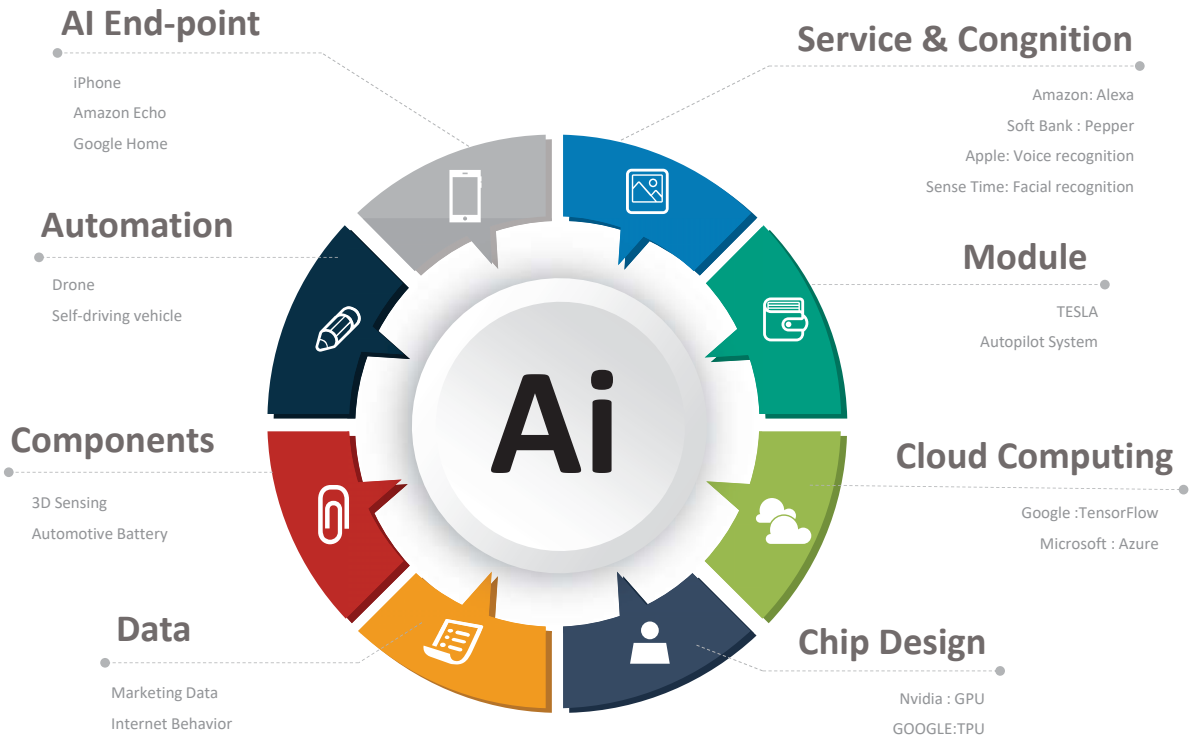 AI End-point
iPhone
Amazon Echo
Google Home
Automation
Drone
Self-driving vehicle
Components
3D Sensing
Automotive Battery
Data
Marketing Data
Internet Behavior
Ai
Service & Congnition
Amazon: Alexa
Soft Bank : Pepper
Apple: Voice recognition
Sense Time: Facial recognition
Module
TESLA
Autopilot System
Cloud Computing
Google :TensorFlow
Microsoft : Azure
Chip Design
Nvidia : GPU
GOOGLE:TPU